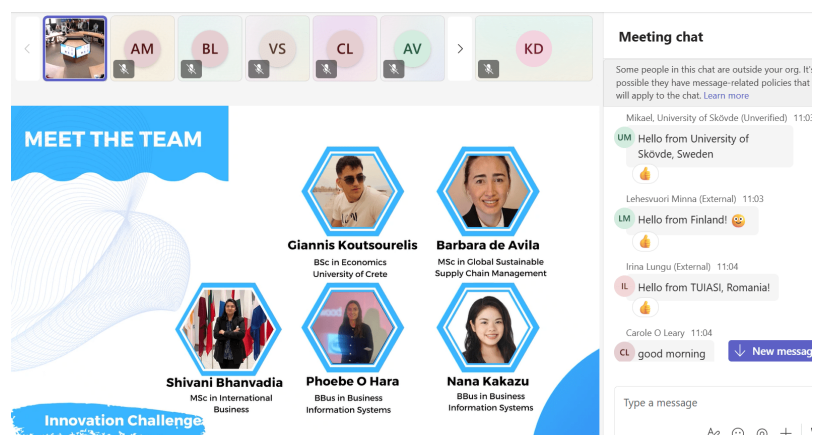 AM
BL
VS
CL
AV
KD
MEET THE TEAM
Giannis Koutsourelis
BSc in Economics
University of Crete
Barbara de Avila
MSc in Global Sustainable
Supply Chain Management
Shivani Bhanvadia
MSc in International
Business
Phoebe O Hara
BBus in Business
Information Systems
Nana Kakazu
BBus in Business
Information Systems
Innovation Challenge
Meeting chat
Some people in this chat are outside your org. It's
possible they have message-related policies that
will apply to the chat. Learn more
Mikael, University of Skövde (Unverified) 11:03
UM
Hello from University of
Skövde, Sweden
Lehesvuori Minna (External) 11:03
LM
Hello from Finland!
Irina Lungu (External) 11:04
IL
Hello from TUIASI, Romania!
Carole O Leary 11:04
CL
good morning
New messag
Type a message